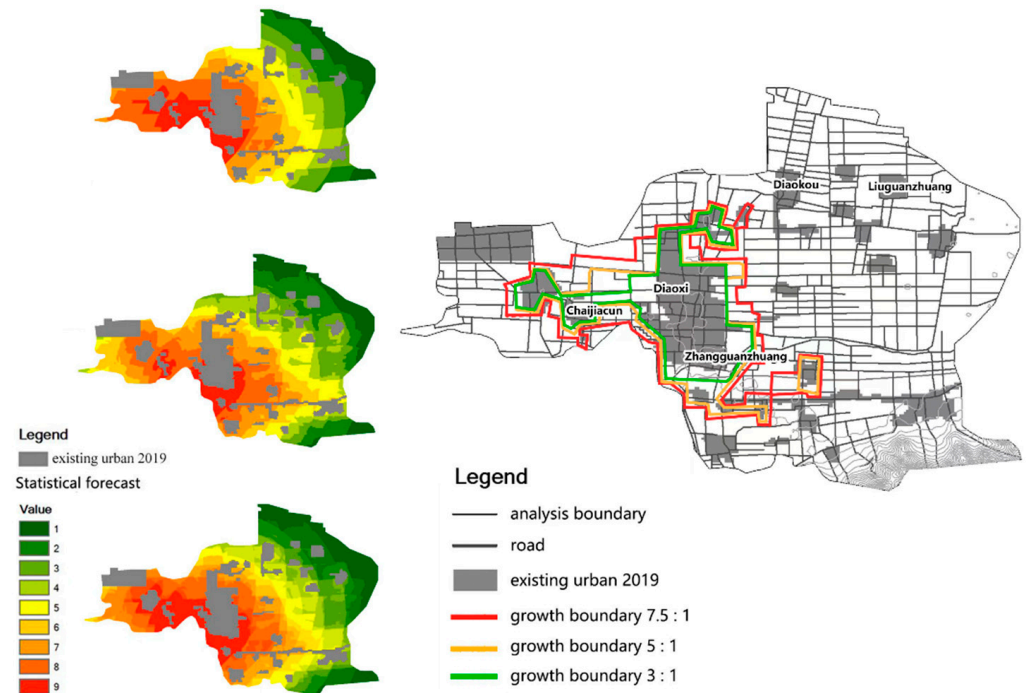 Legend
existing urban 2019
Statistical forecast
Value
1
2
3
4
5
6
7
8
9
Diaokou
Liuguanzhuang
Diaoxi
Chaijiacun
Zhangguanzhuang
Legend
analysis boundary
road
existing urban 2019
growth boundary 7.5 : 1
growth boundary 5 : 1
growth boundary 3 : 1